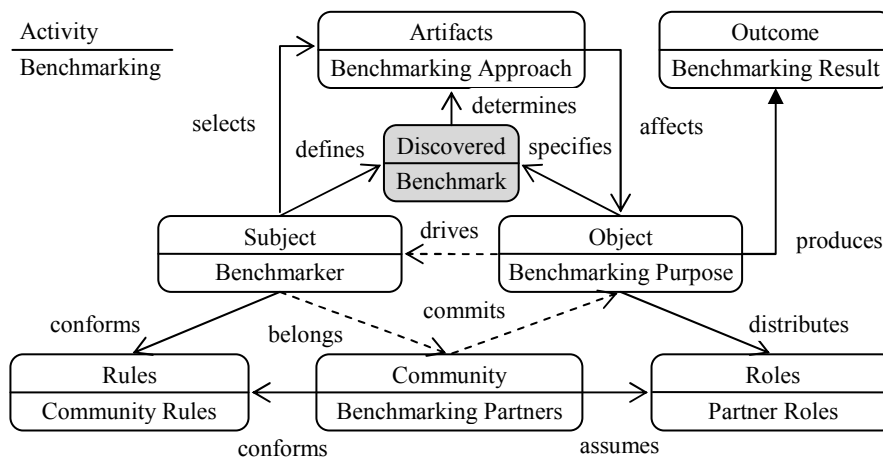 Activity
Benchmarking
Artifacts
Benchmarking Approach
Outcome
Benchmarking Result
determines
selects
affects
defines
Discovered
Benchmark
specifies
Subject
Benchmarker
drives
Object
Benchmarking Purpose
produces
conforms
belongs
commits
distributes
Rules
Community Rules
Community
Benchmarking Partners
Roles
Partner Roles
conforms
assumes